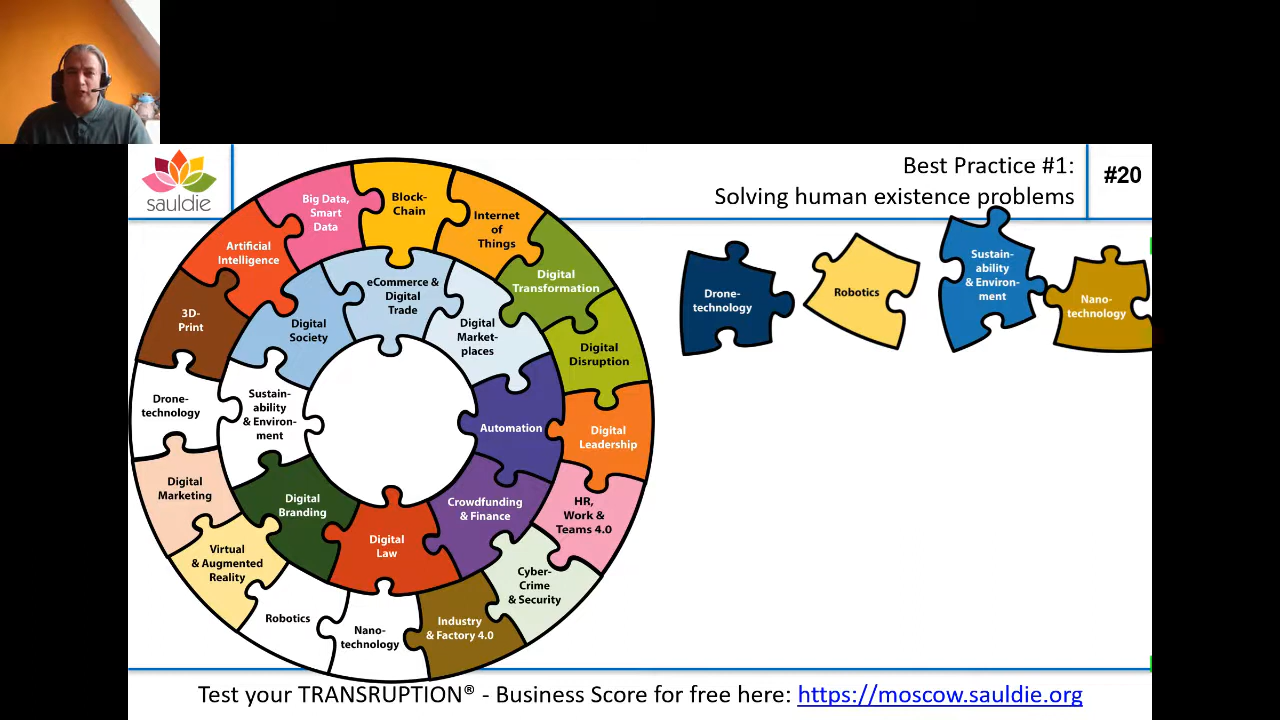 sauldie
Best Practice #1:
Solving human existence problems
#20
Big Data,
Smart
Data
Block-
Chain
Internet
of
Things
Artificial
Intelligence
Digital
Transformation
3D-
Print
Digital
Society
eCommerce &
Digital
Trade
Digital
Market-
places
Digital
Disruption
Drone-
technology
Sustain-
ability
& Environ-
ment
Automation
Digital
Leadership
Digital
Marketing
Digital
Branding
Digital
Law
Crowdfunding
& Finance
HR,
Work &
Teams 4.0
Virtual
& Augmented
Reality
Robotics
Nano-
technology
Industry
& Factory 4.0
Cyber-
Crime
& Security
Drone-
technology
Robotics
Sustain-
ability
& Environ-
ment
Nano-
technology
Test your TRANSRUPTION® - Business Score for free here: https://moscow.sauldie.org